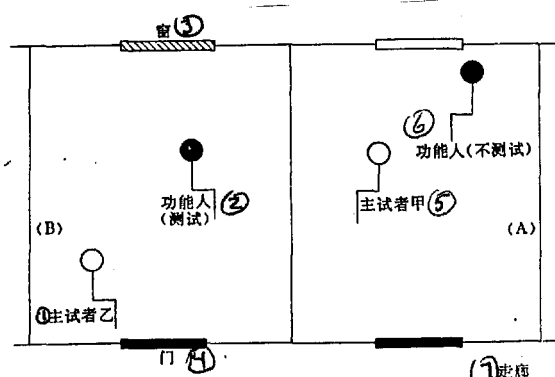 窗③
⑥
功能人(不测试)
功能人
(测试)
②
主试者甲⑤
(B)
(A)
①主试者乙
门④
⑦走廊